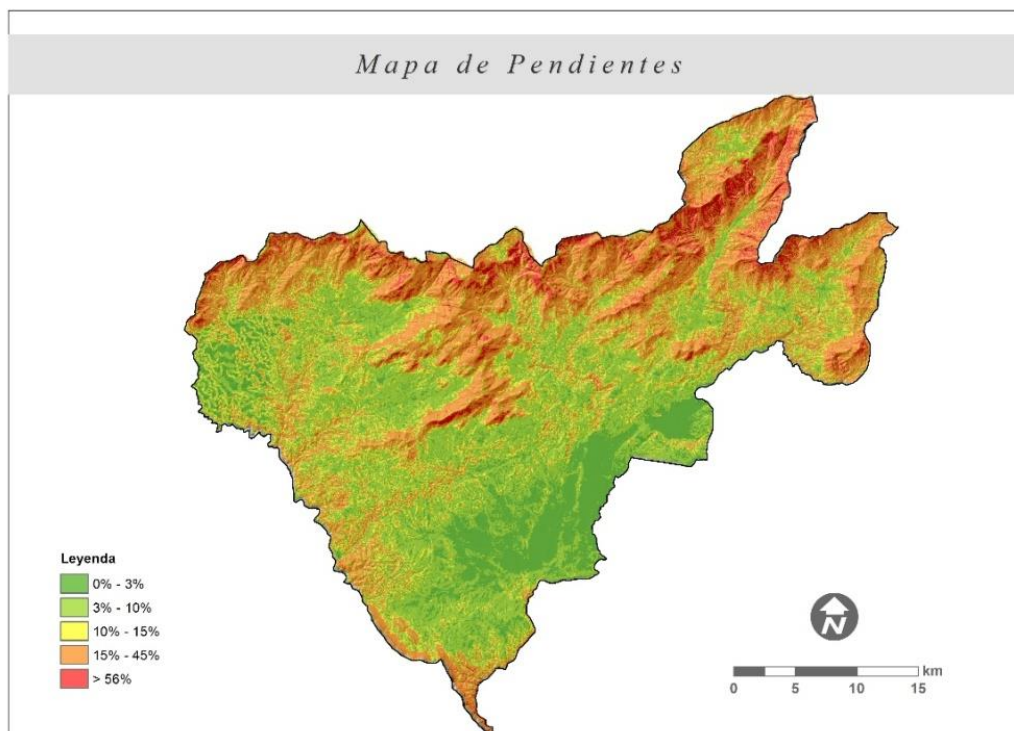 Mapa de Pendientes
Leyenda
0% - 3%
3% - 10%
10% - 15%
15% - 45%
> 56%
N
km
0 5 10 15